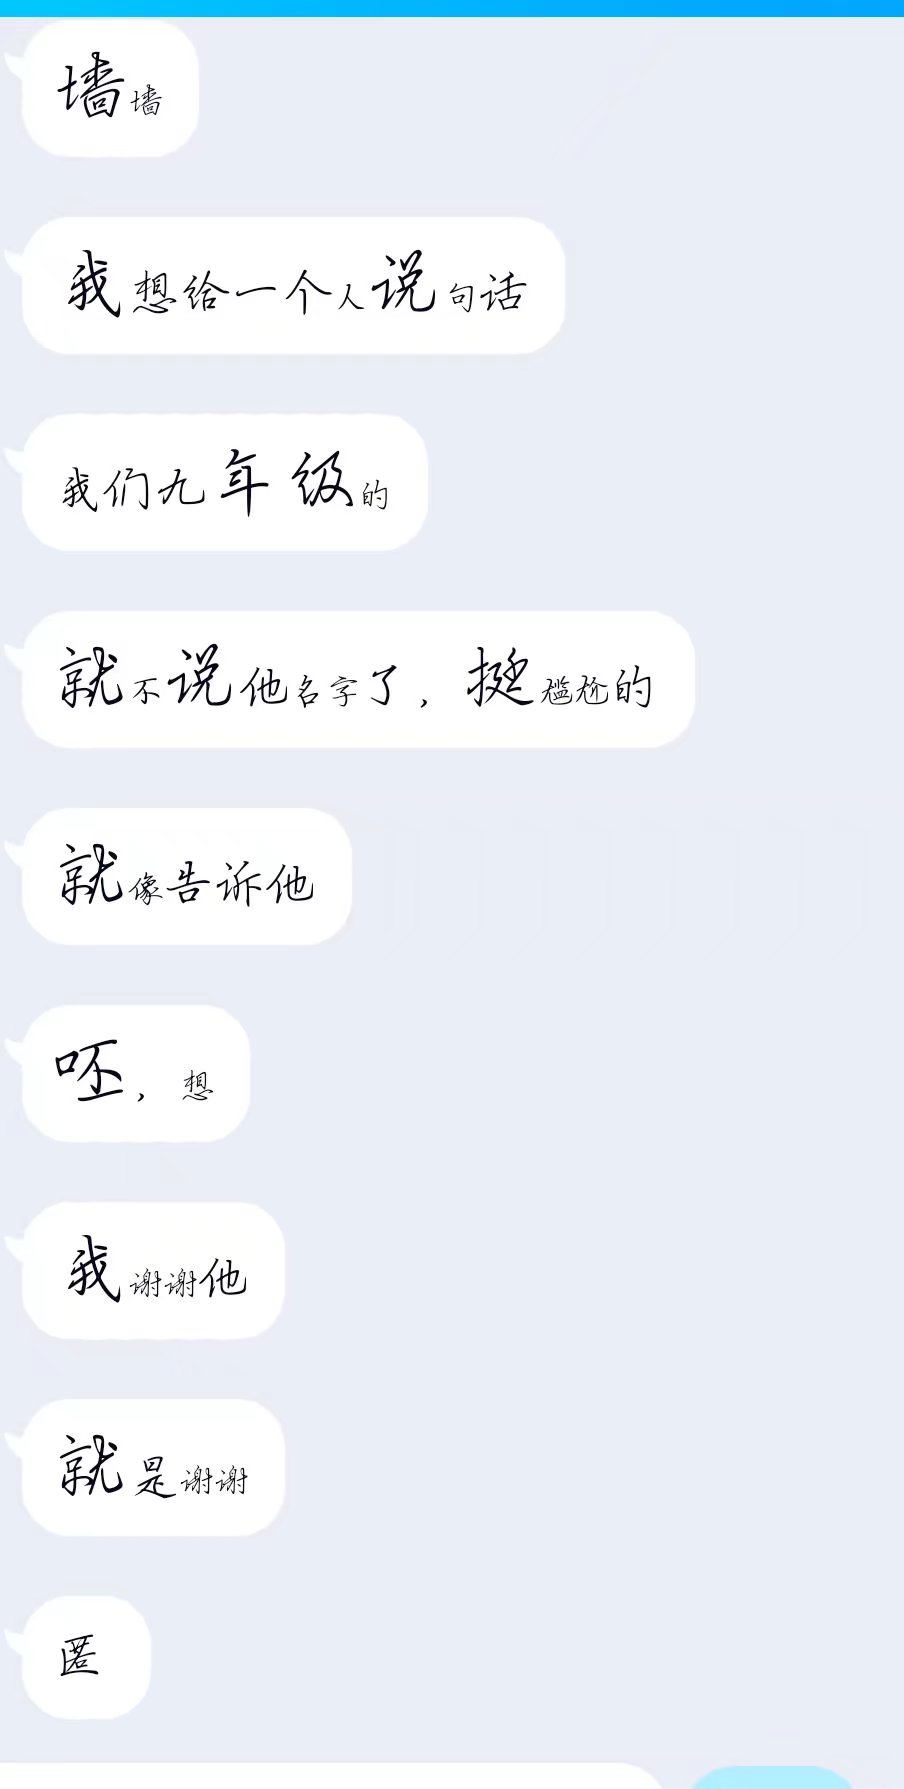 墙墙
我想给一个人说句话
我们九年级的
就不说他名字了，挺尴尬的
就像告诉他
呸，想
我谢谢他
就是谢谢
匿